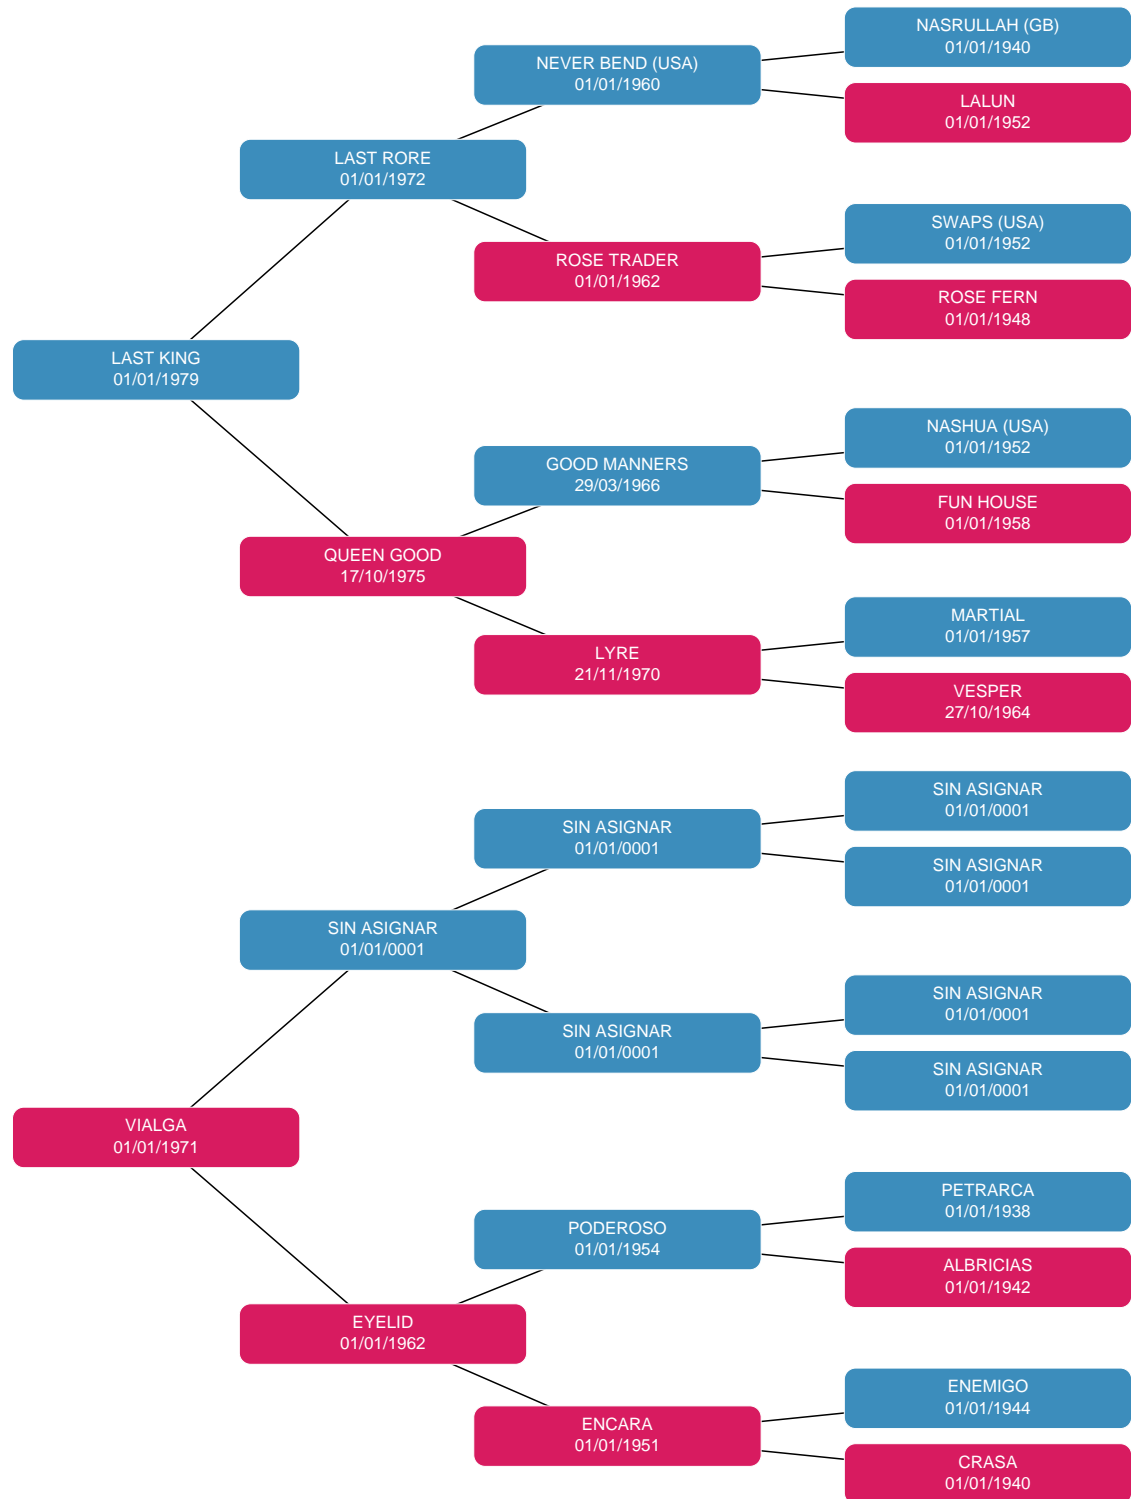 NASRULLAH (GB)
01/01/1940
NEVER BEND (USA)
01/01/1960
LALUN
01/01/1952
LAST RORE
01/01/1972
SWAPS (USA)
01/01/1952
ROSE TRADER
01/01/1962
ROSE FERN
01/01/1948
LAST KING
01/01/1979
NASHUA (USA)
01/01/1952
GOOD MANNERS
29/03/1966
FUN HOUSE
01/01/1958
QUEEN GOOD
17/10/1975
MARTIAL
01/01/1957
LYRE
21/11/1970
VESPER
27/10/1964
SIN ASIGNAR
01/01/0001
SIN ASIGNAR
01/01/0001
SIN ASIGNAR
01/01/0001
SIN ASIGNAR
01/01/0001
SIN ASIGNAR
01/01/0001
SIN ASIGNAR
01/01/0001
SIN ASIGNAR
01/01/0001
VIALGA
01/01/1971
PETRARCA
01/01/1938
PODEROSO
01/01/1954
ALBRICIAS
01/01/1942
EYELID
01/01/1962
ENEMIGO
01/01/1944
ENCARA
01/01/1951
CRASA
01/01/1940